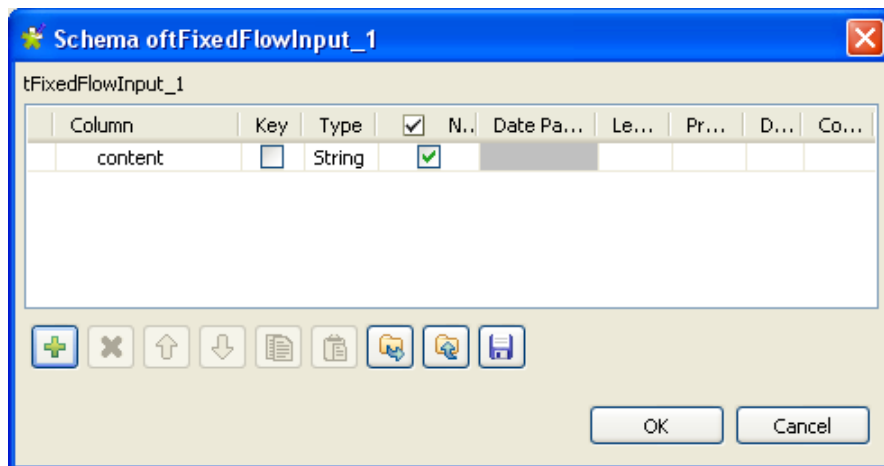 Schema oftFixedFlowInput_1
tFixedFlowInput_1
Column Key Type N.. Date Pa... Le... Pr... D... Co...
content String
OK Cancel